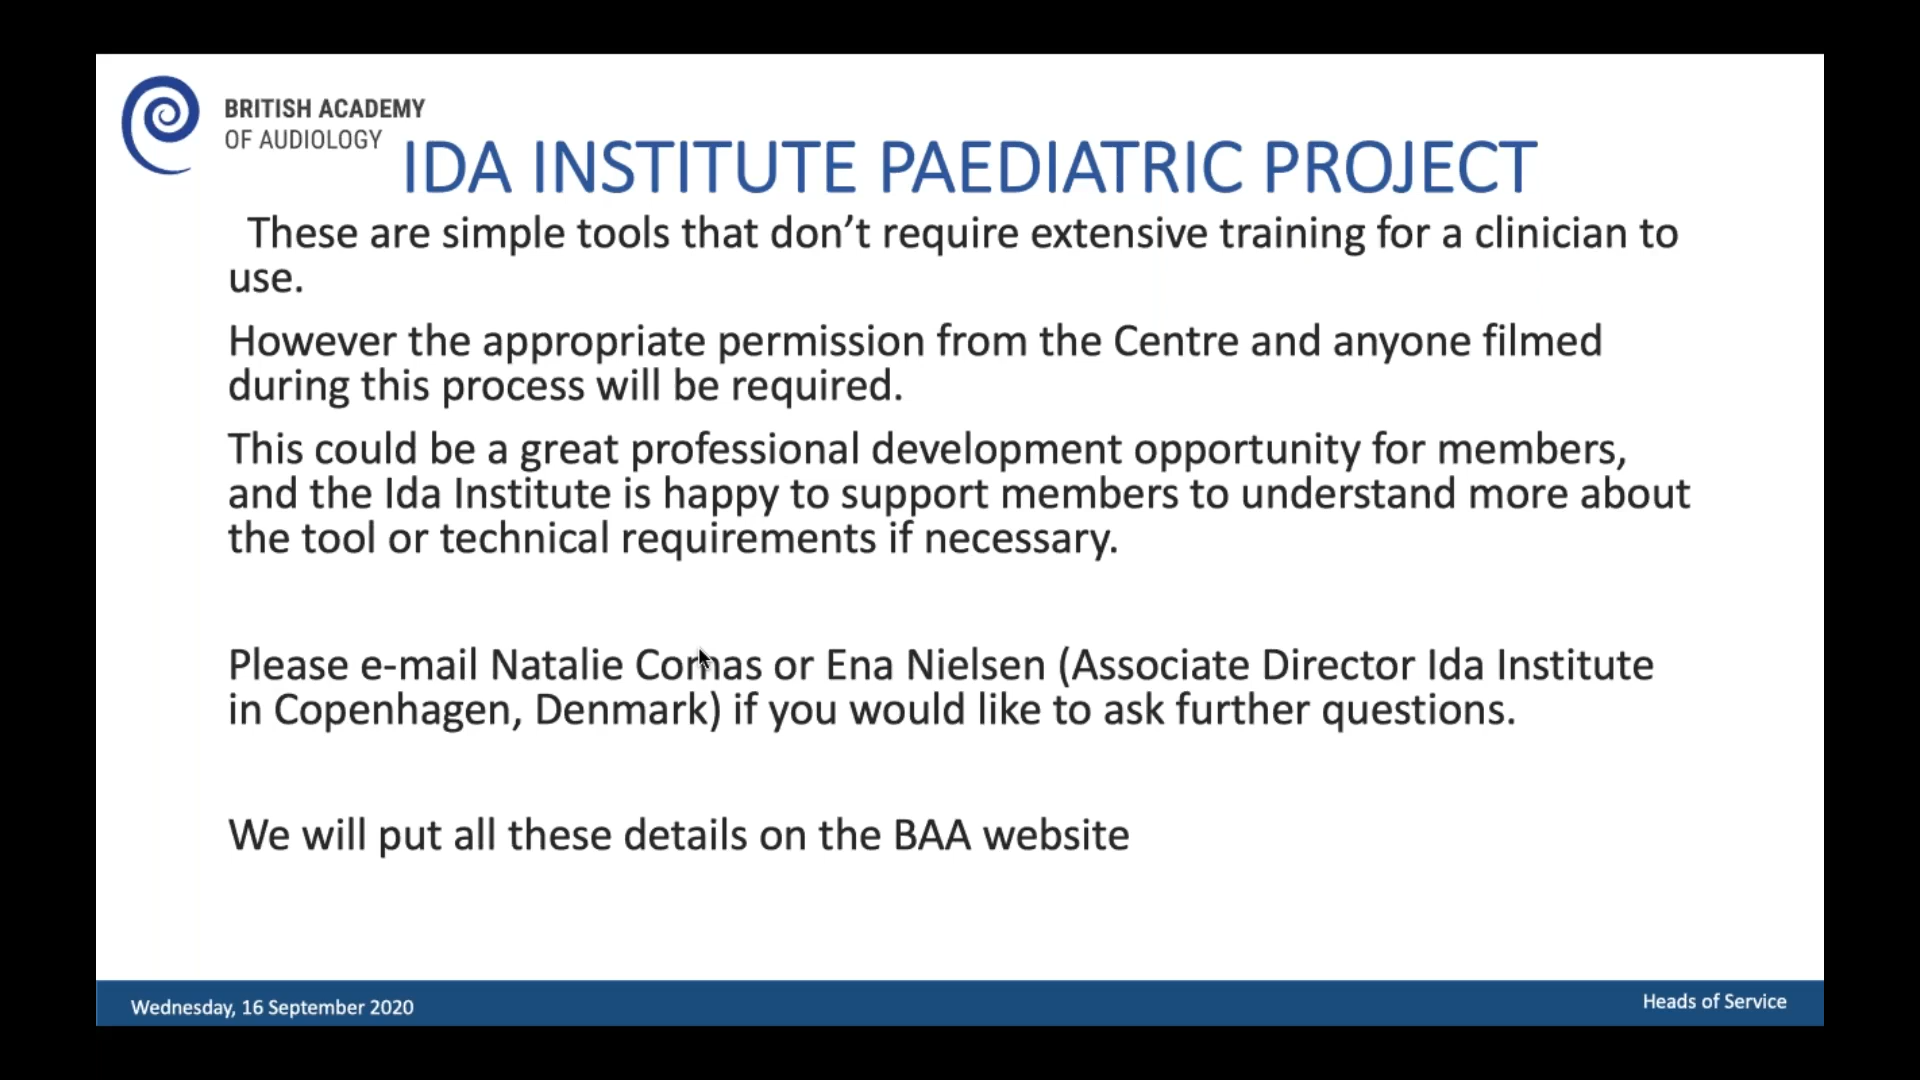 BRITISH ACADEMY
OF AUDIOLOGY
IDA INSTITUTE PAEDIATRIC PROJECT
These are simple tools that don’t require extensive training for a clinician to
use.
However the appropriate permission from the Centre and anyone filmed
during this process will be required.
This could be a great professional development opportunity for members,
and the Ida Institute is happy to support members to understand more about
the tool or technical requirements if necessary.
Please e-mail Natalie Comas or Ena Nielsen (Associate Director Ida Institute
in Copenhagen, Denmark) if you would like to ask further questions.
We will put all these details on the BAA website
Wednesday, 16 September 2020
Heads of Service